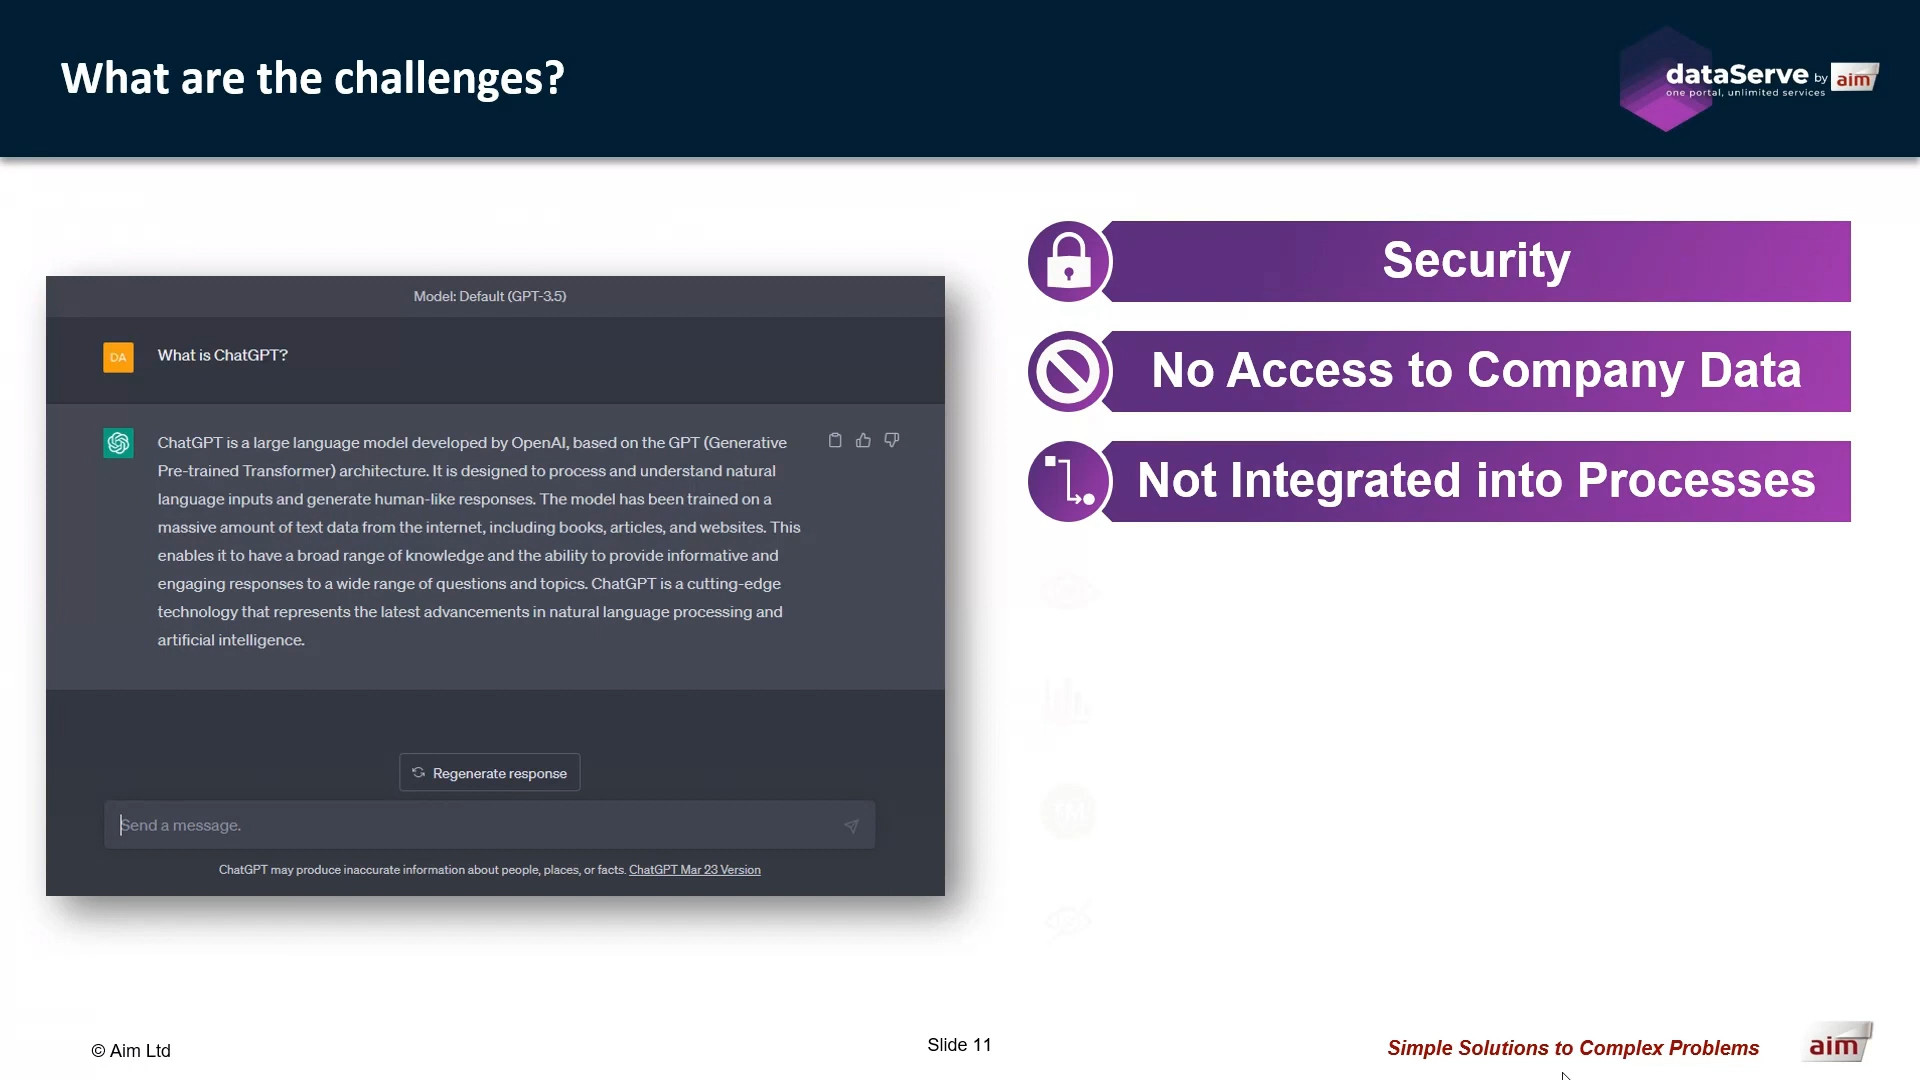 What are the challenges?
dataServe by aim
one portal, unlimited services
Model: Default (GPT-3.5)
DA
What is ChatGPT?
ChatGPT is a large language model developed by OpenAI, based on the GPT (Generative
Pre-trained Transformer) architecture. It is designed to process and understand natural
language inputs and generate human-like responses. The model has been trained on a
massive amount of text data from the internet, including books, articles, and websites. This
enables it to have a broad range of knowledge and the ability to provide informative and
engaging responses to a wide range of questions and topics. ChatGPT is a cutting-edge
technology that represents the latest advancements in natural language processing and
artificial intelligence.
Regenerate response
Send a message.
ChatGPT may produce inaccurate information about people, places, or facts. ChatGPT Mar 23 Version
Security
No Access to Company Data
Not Integrated into Processes
TM
© Aim Ltd
Slide 11
Simple Solutions to Complex Problems
aim